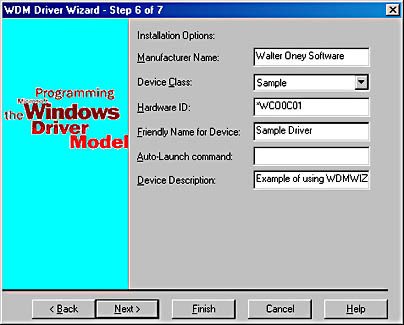 WDM Driver Wizard - Step 6 of 7
Programming
the Microsoft Windows
Driver
Model
Installation Options:
Manufacturer Name: Walter Oney Software
Device Class: Sample
Hardware ID: *WCO0C01
Friendly Name for Device: Sample Driver
Auto-Launch command:
Device Description: Example of using WDMWIZ
< Back Next > Finish Cancel Help